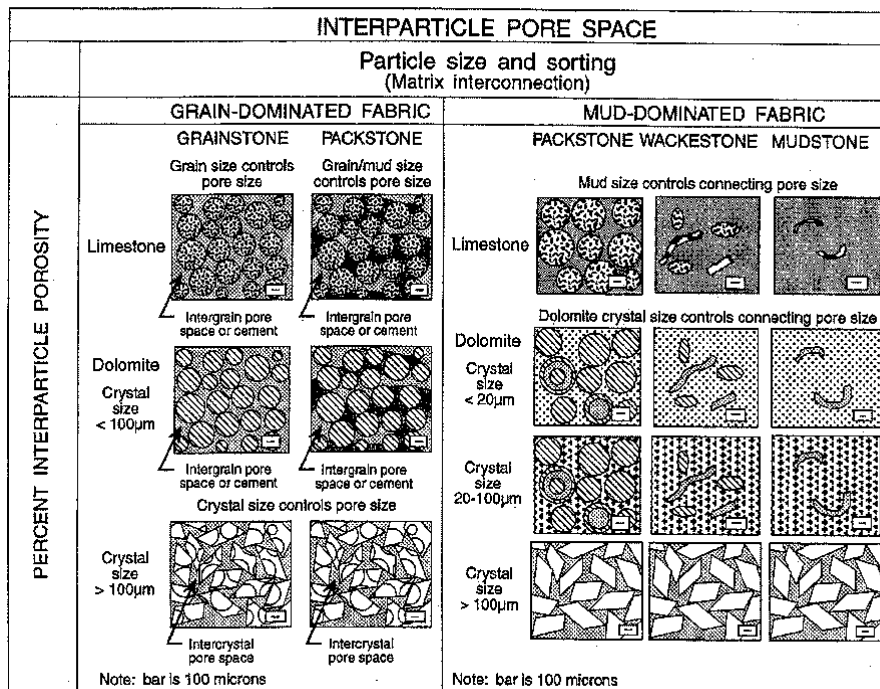 INTERPARTICLE PORE SPACE
Particle size and sorting
(Matrix interconnection)
PERCENT INTERPARTICLE POROSITY
GRAIN-DOMINATED FABRIC
GRAINSTONE PACKSTONE
Grain size controls
pore size
Grain/mud size
controls pore size
Limestone
Intergrain pore
space or cement
Intergrain pore
space or cement
Dolomite
Crystal
size
< 100µm
Intergrain pore
space or cement
Intergrain pore
space or cement
Crystal size controls pore size
Crystal
size
> 100µm
Intercrystal
pore space
Intercrystal
pore space
Note: bar is 100 microns
MUD-DOMINATED FABRIC
PACKSTONE WACKESTONE MUDSTONE
Mud size controls connecting pore size
Limestone
Dolomite crystal size controls connecting pore size
Dolomite
Crystal
size
< 20µm
Crystal
size
20-100µm
Crystal
size
> 100µm
Note: bar is 100 microns